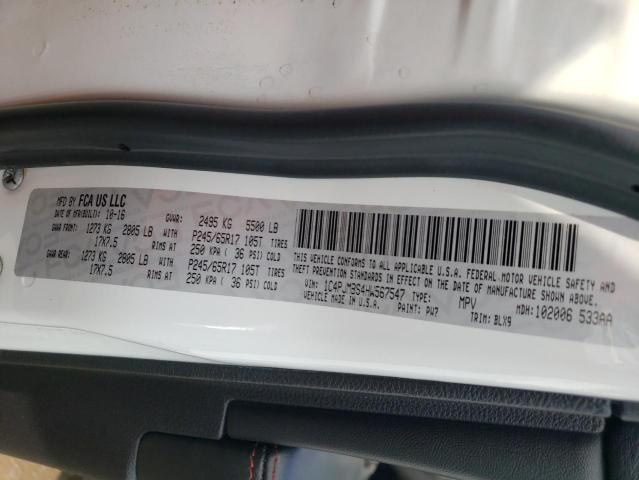 MFD BY FCA US LLC
DATE OF MFR(BUILT): 10-16 GVWR: 2495 KG 5500 LB
GAWR FRONT: 1273 KG 2805 LB WITH P245/65R17 105T TIRES
17X7.5 RIMS AT 250 KPA ( 36 PSI) COLD
GAWR REAR: 1273 KG 2805 LB WITH P245/65R17 105T TIRES
17X7.5 RIMS AT 250 KPA ( 36 PSI) COLD
THIS VEHICLE CONFORMS TO ALL APPLICABLE U.S.A. FEDERAL MOTOR VEHICLE SAFETY, BUMPER AND
THEFT PREVENTION STANDARDS IN EFFECT ON THE DATE OF MANUFACTURE SHOWN ABOVE.
VIN: 1C4PJM3S4HW567547 TYPE: MPV MDH: 102006 533AA
VEHICLE MADE IN U.S.A. PAINT: PW7 TRIM: BLX9